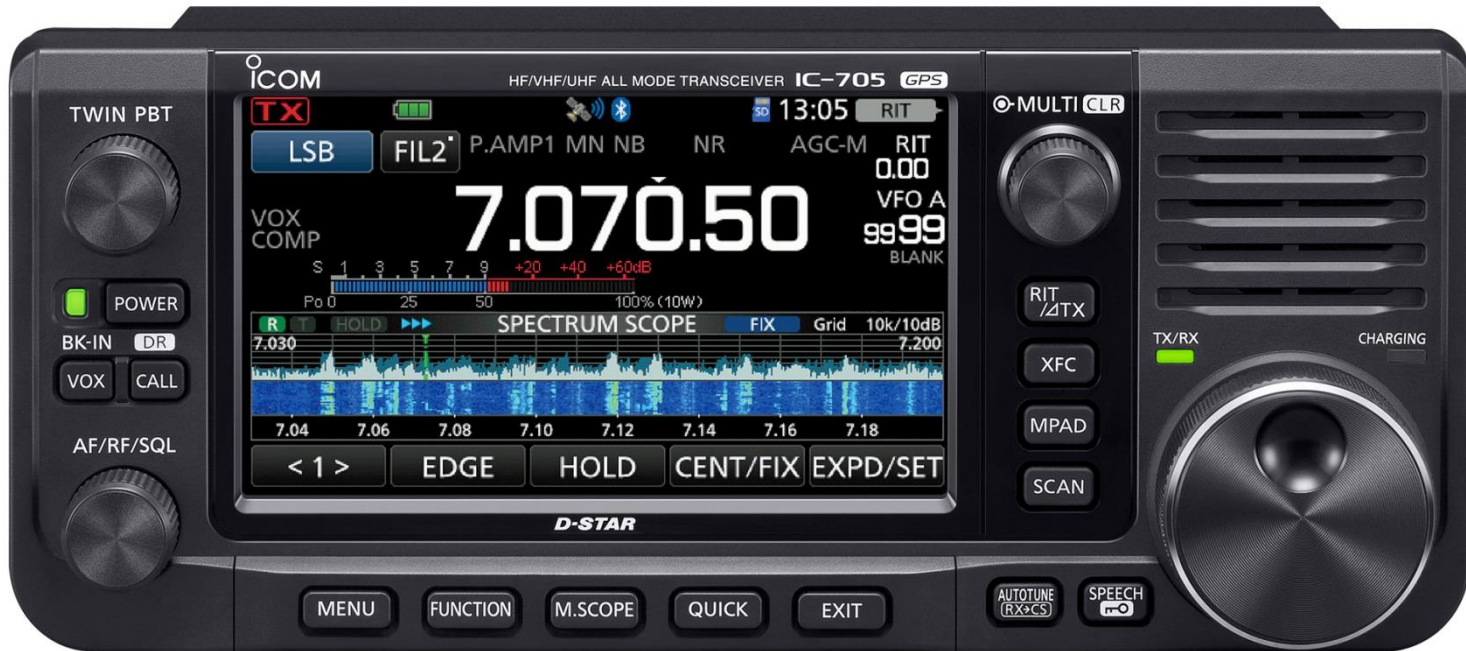 ICOM
HF/VHF/UHF ALL MODE TRANSCEIVER IC-705 GPS
TWIN PBT
POWER
BK-IN DR
VOX CALL
AF/RF/SQL
TX SD 13:05 RIT
LSB FIL2 P.AMP1 MN NB NR AGC-M RIT
0.00
7.070.50
VFO A
9999
BLANK
VOX
COMP
S 1 3 5 7 9 +20 +40 +60dB
Po 0 25 50 100% (10W)
R T HOLD SPECTRUM SCOPE FIX Grid 10k/10dB
7.030 7.200
7.04 7.06 7.08 7.10 7.12 7.14 7.16 7.18
< 1 > EDGE HOLD CENT/FIX EXPD/SET
D-STAR
MENU FUNCTION M.SCOPE QUICK EXIT
MULTI CLR
RIT
/⊿TX
XFC
MPAD
SCAN
TX/RX CHARGING
AUTOTUNE
RX→CS
SPEECH